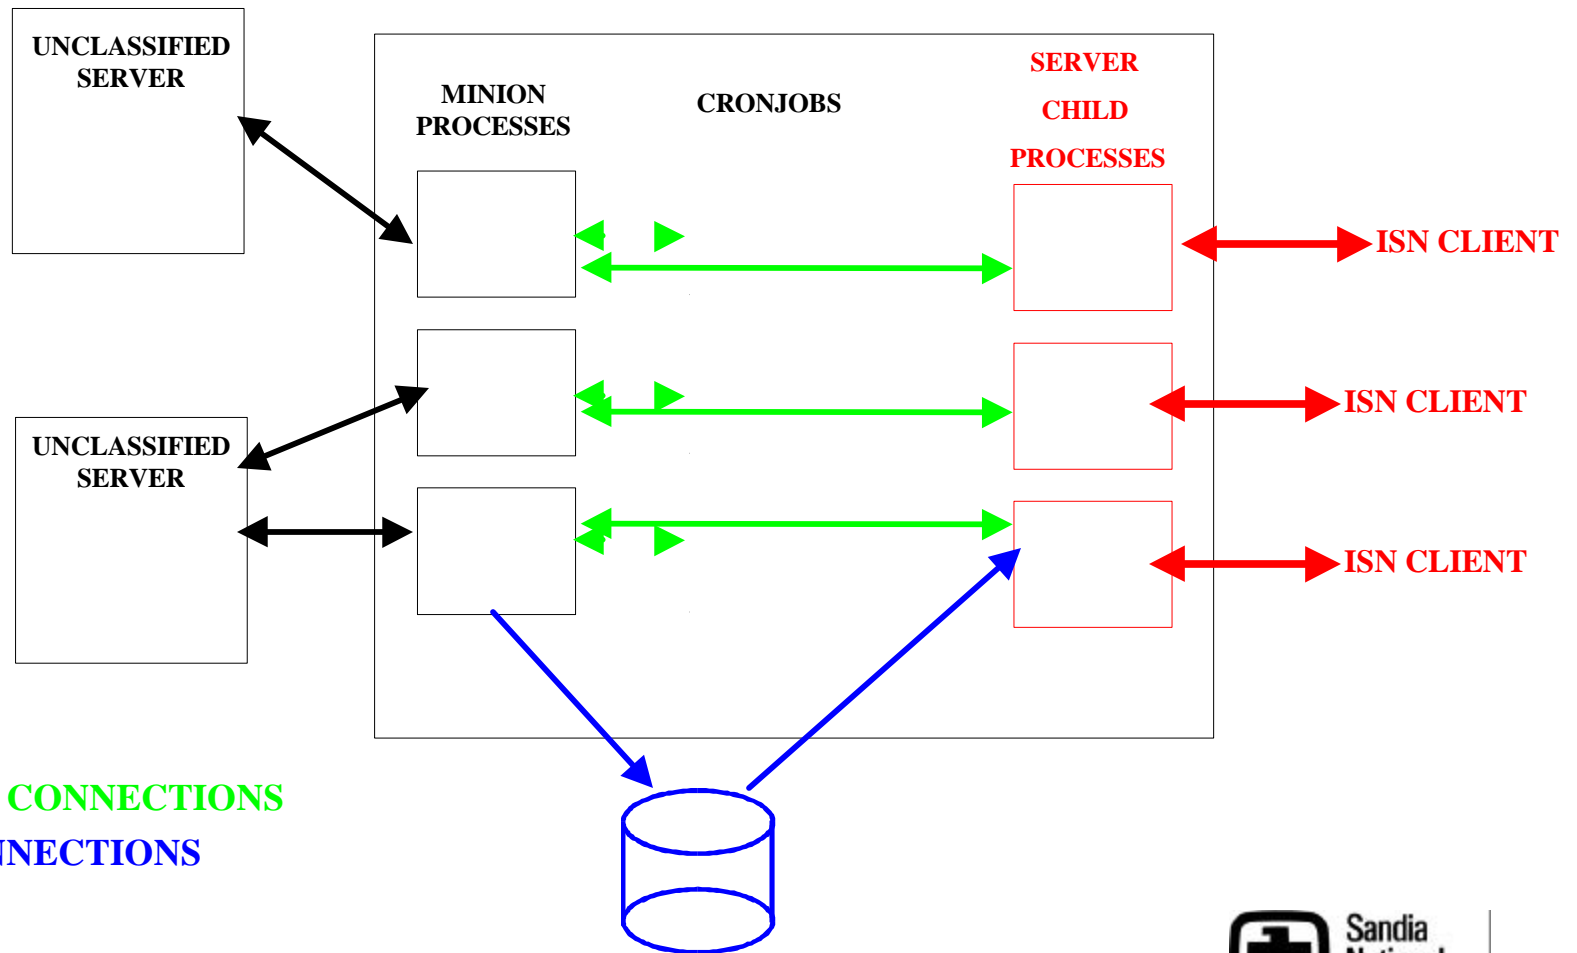 UNCLASSIFIED
SERVER
MINION
PROCESSES
CRONJOBS
SERVER
CHILD
PROCESSES
ISN CLIENT
ISN CLIENT
UNCLASSIFIED
SERVER
ISN CLIENT
CONNECTIONS
Sandia